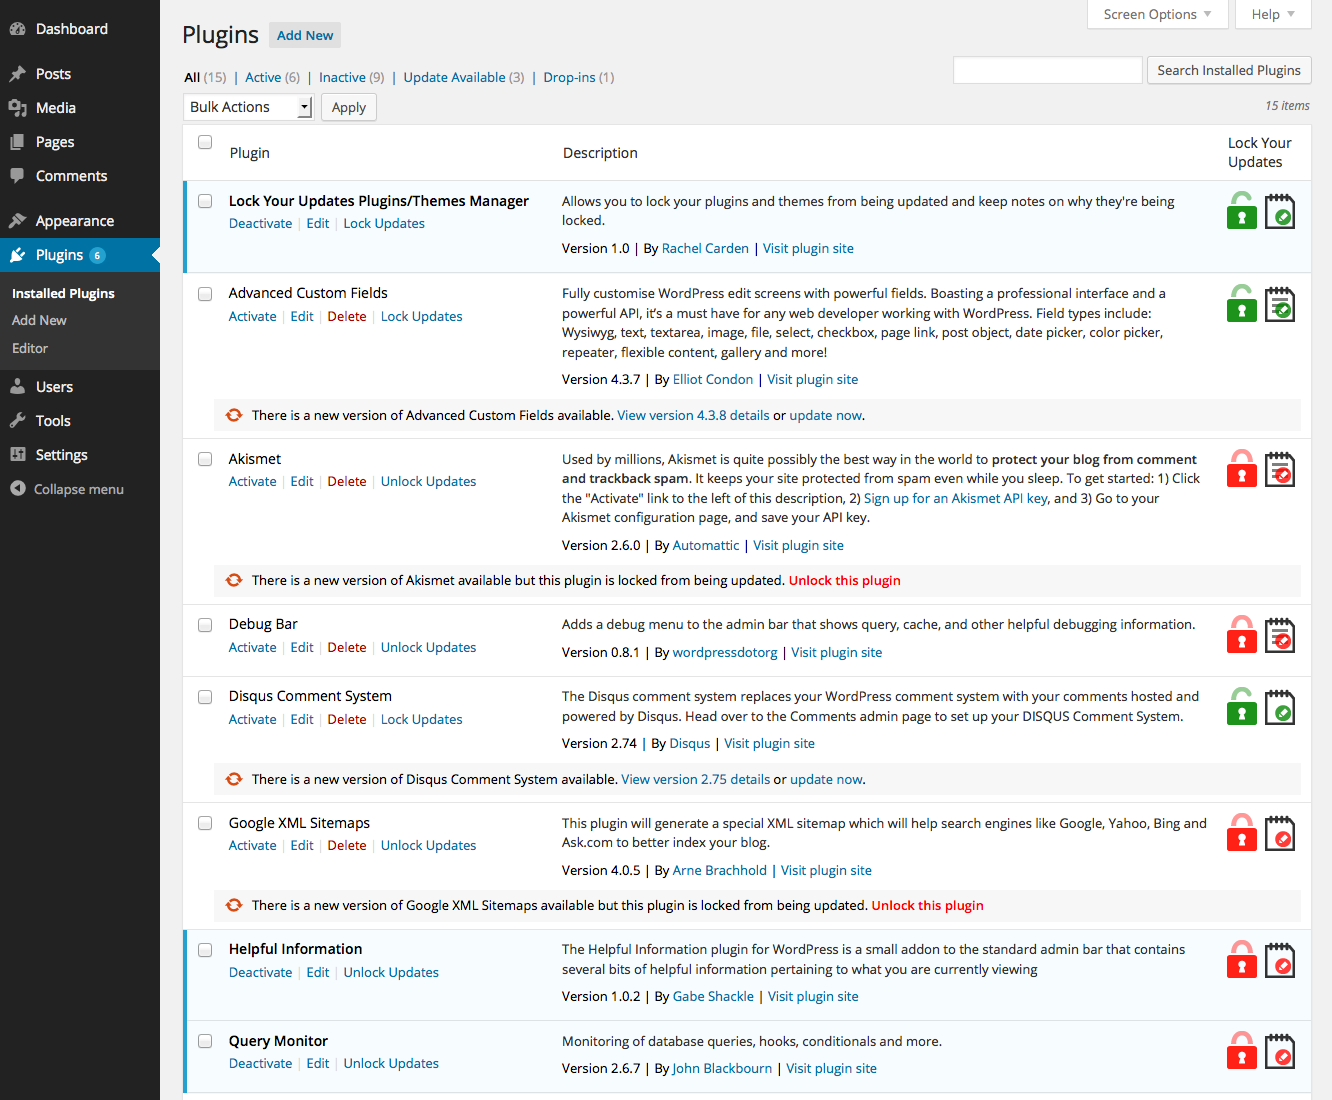 Screen Options
Help
Dashboard
Posts
Media
Pages
Comments
Appearance
Plugins 6
Installed Plugins
Add New
Editor
Users
Tools
Settings
Collapse menu
Plugins Add New
All (15) | Active (6) | Inactive (9) | Update Available (3) | Drop-ins (1)
Search Installed Plugins
Bulk Actions
Apply
15 items
Plugin
Description
Lock Your
Updates
Lock Your Updates Plugins/Themes Manager
Deactivate | Edit | Lock Updates
Allows you to lock your plugins and themes from being updated and keep notes on why they're being
locked.
Version 1.0 | By Rachel Carden | Visit plugin site
Advanced Custom Fields
Activate | Edit | Delete | Lock Updates
Fully customise WordPress edit screens with powerful fields. Boasting a professional interface and a
powerful API, it's a must have for any web developer working with WordPress. Field types include:
Wysiwyg, text, textarea, image, file, select, checkbox, page link, post object, date picker, color picker,
repeater, flexible content, gallery and more!
Version 4.3.7 | By Elliot Condon | Visit plugin site
There is a new version of Advanced Custom Fields available. View version 4.3.8 details or update now.
Akismet
Activate | Edit | Delete | Unlock Updates
Used by millions, Akismet is quite possibly the best way in the world to protect your blog from comment
and trackback spam. It keeps your site protected from spam even while you sleep. To get started: 1) Click
the "Activate" link to the left of this description, 2) Sign up for an Akismet API key, and 3) Go to your
Akismet configuration page, and save your API key.
Version 2.6.0 | By Automattic | Visit plugin site
There is a new version of Akismet available but this plugin is locked from being updated. Unlock this plugin
Debug Bar
Activate | Edit | Delete | Unlock Updates
Adds a debug menu to the admin bar that shows query, cache, and other helpful debugging information.
Version 0.8.1 | By wordpressdotorg | Visit plugin site
Disqus Comment System
Activate | Edit | Delete | Lock Updates
The Disqus comment system replaces your WordPress comment system with your comments hosted and
powered by Disqus. Head over to the Comments admin page to set up your DISQUS Comment System.
Version 2.74 | By Disqus | Visit plugin site
There is a new version of Disqus Comment System available. View version 2.75 details or update now.
Google XML Sitemaps
Activate | Edit | Delete | Unlock Updates
This plugin will generate a special XML sitemap which will help search engines like Google, Yahoo, Bing and
Ask.com to better index your blog.
Version 4.0.5 | By Arne Brachhold | Visit plugin site
There is a new version of Google XML Sitemaps available but this plugin is locked from being updated. Unlock this plugin
Helpful Information
Deactivate | Edit | Unlock Updates
The Helpful Information plugin for WordPress is a small addon to the standard admin bar that contains
several bits of helpful information pertaining to what you are currently viewing
Version 1.0.2 | By Gabe Shackle | Visit plugin site
Query Monitor
Deactivate | Edit | Unlock Updates
Monitoring of database queries, hooks, conditionals and more.
Version 2.6.7 | By John Blackbourn | Visit plugin site